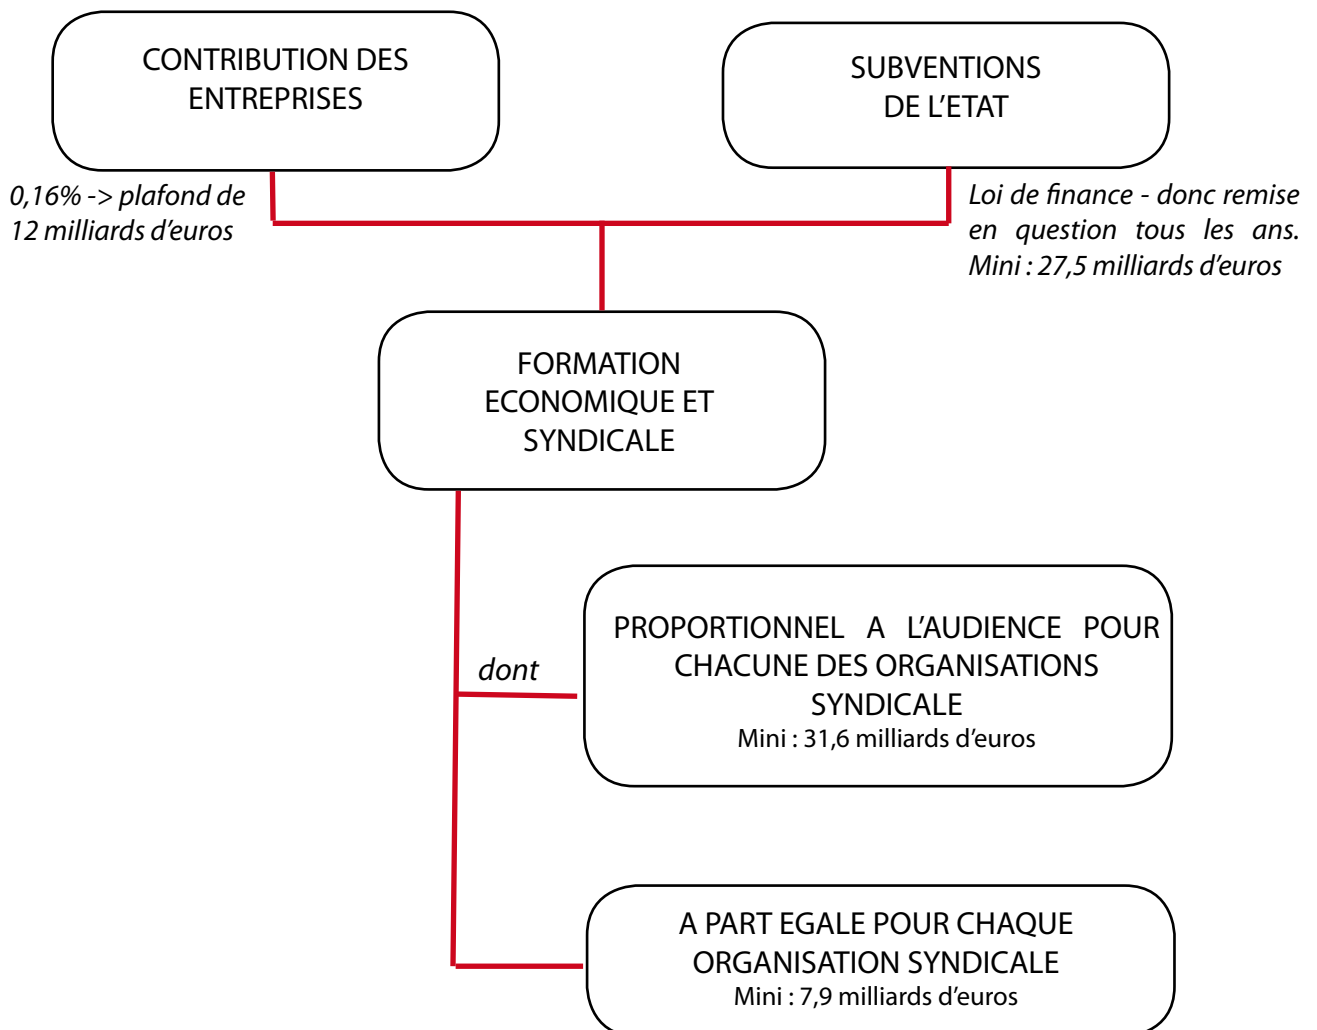 CONTRIBUTION DES
ENTREPRISES
SUBVENTIONS
DE L’ETAT
0,16% -> plafond de
12 milliards d’euros
Loi de finance - donc remise
en question tous les ans.
Mini : 27,5 milliards d’euros
FORMATION
ECONOMIQUE ET
SYNDICALE
dont
PROPORTIONNEL A L’AUDIENCE POUR
CHACUNE DES ORGANISATIONS
SYNDICALE
Mini : 31,6 milliards d’euros
A PART EGALE POUR CHAQUE
ORGANISATION SYNDICALE
Mini : 7,9 milliards d’euros